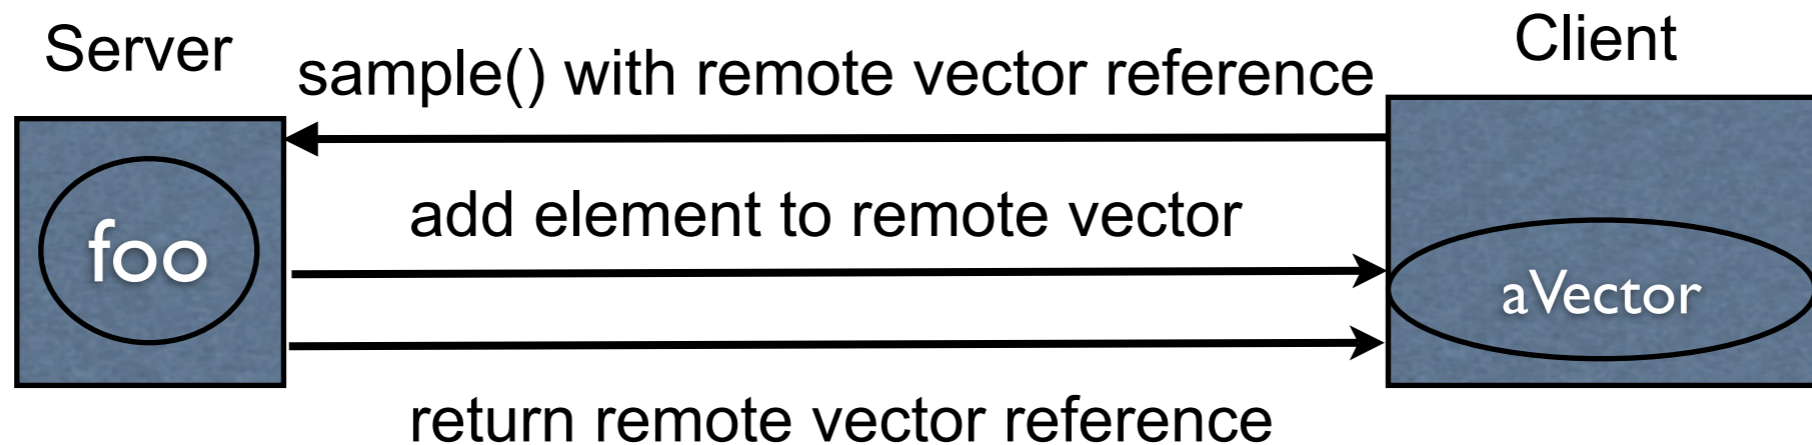 Server
Client
sample() with remote vector reference
foo
add element to remote vector
aVector
return remote vector reference